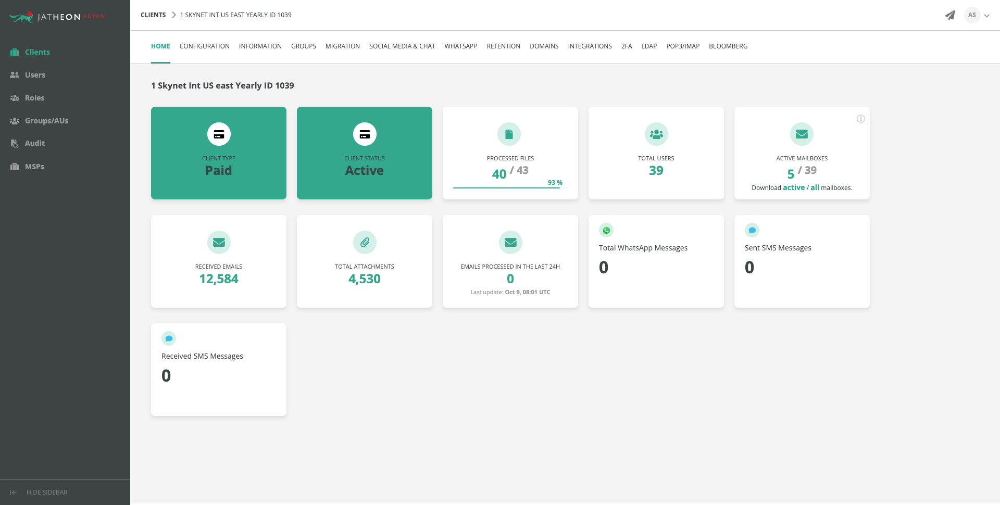 JATHEON ADMIN
Clients
Users
Roles
Groups/AUs
Audit
MSPs
HIDE SIDEBAR
CLIENTS 1 SKYNET INT US EAST YEARLY ID 1039
AS
HOME CONFIGURATION INFORMATION GROUPS MIGRATION SOCIAL MEDIA & CHAT WHATSAPP RETENTION DOMAINS INTEGRATIONS 2FA LDAP POP3/IMAP BLOOMBERG
1 Skynet Int US east Yearly ID 1039
CLIENT TYPE
Paid
CLIENT STATUS
Active
PROCESSED FILES
40 / 43
93 %
TOTAL USERS
39
ACTIVE MAILBOXES
5 / 39
Download active / all mailboxes.
RECEIVED EMAILS
12,584
TOTAL ATTACHMENTS
4,530
EMAILS PROCESSED IN THE LAST 24H
0
Last update: Oct 9, 08:01 UTC
Total WhatsApp Messages
0
Sent SMS Messages
0
Received SMS Messages
0